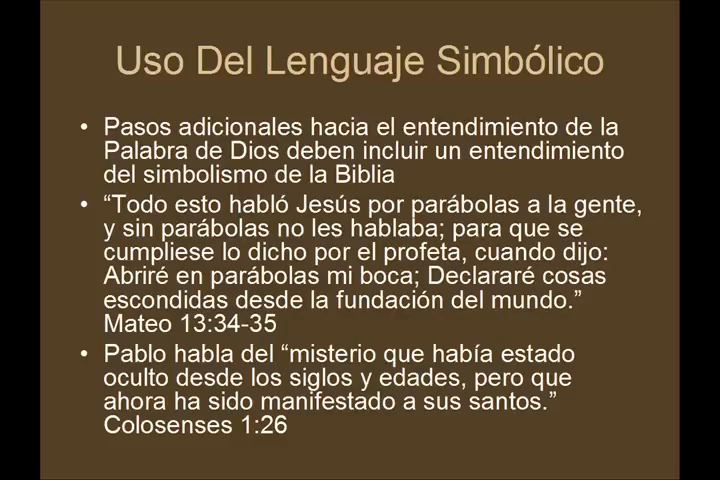 Uso Del Lenguaje Simbólico
• Pasos adicionales hacia el entendimiento de la
Palabra de Dios deben incluir un entendimiento
del simbolismo de la Biblia
• “Todo esto habló Jesús por parábolas a la gente,
y sin parábolas no les hablaba; para que se
cumpliese lo dicho por el profeta, cuando dijo:
Abriré en parábolas mi boca; Declararé cosas
escondidas desde la fundación del mundo.”
Mateo 13:34-35
• Pablo habla del “misterio que había estado
oculto desde los siglos y edades, pero que
ahora ha sido manifestado a sus santos.”
Colosenses 1:26